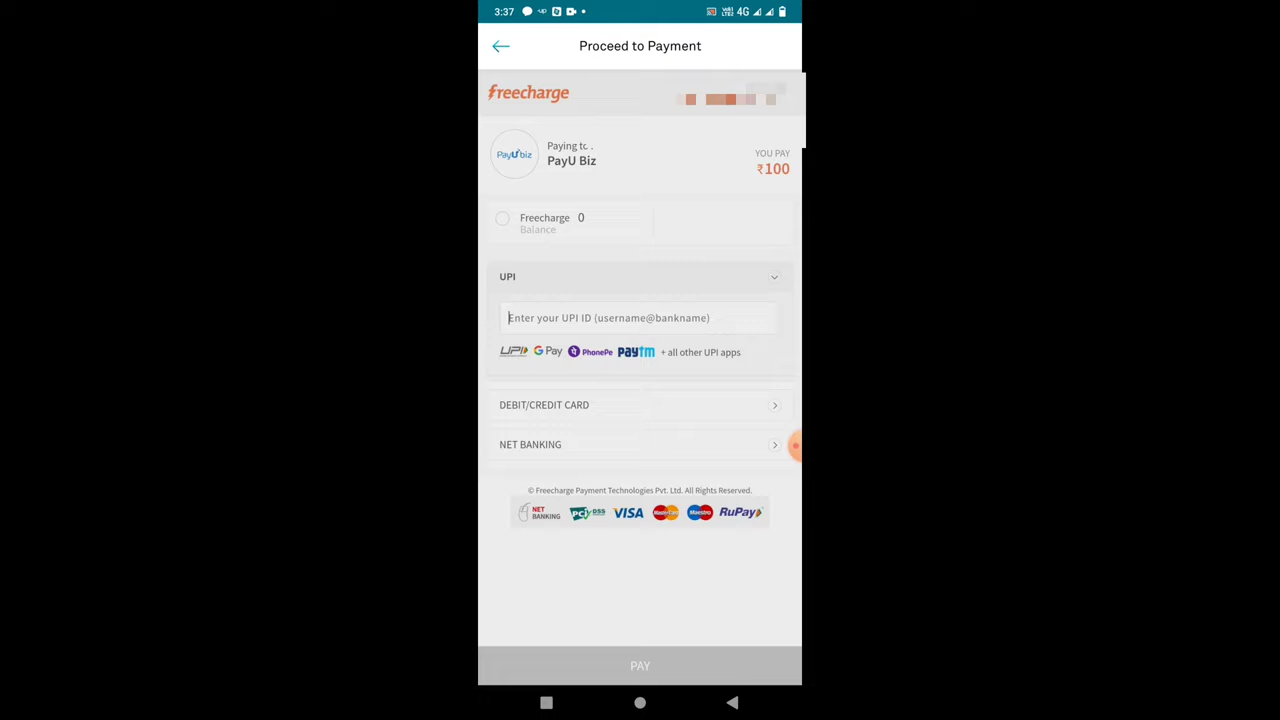 3:37 4G
Proceed to Payment
freecharge
PayU biz
Paying to .
PayU Biz
YOU PAY
₹100
Freecharge 0
Balance
UPI
Enter your UPI ID (username@bankname)
UPI G Pay PhonePe paytm + all other UPI apps
DEBIT/CREDIT CARD
NET BANKING
© Freecharge Payment Technologies Pvt. Ltd. All Rights Reserved.
NET BANKING PCI DSS VISA MasterCard Maestro RuPay
PAY